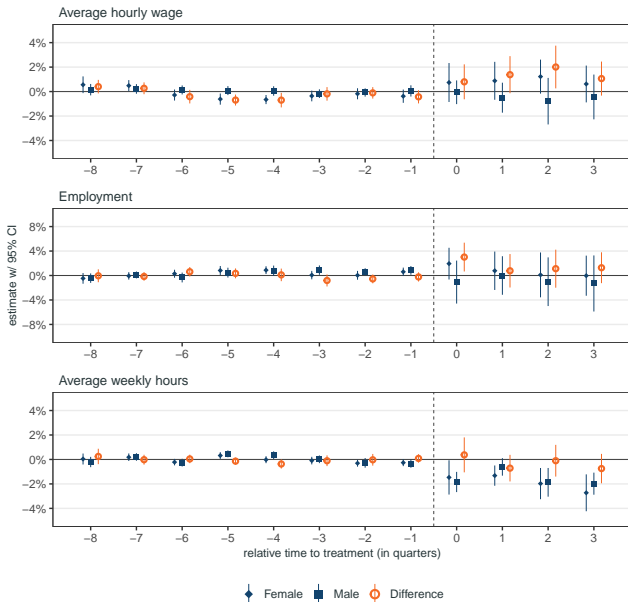 Average hourly wage
4%
2%
0%
−2%
−4%
−8 −7 −6 −5 −4 −3 −2 −1 0 1 2 3
Employment
8%
4%
0%
−4%
−8%
−8 −7 −6 −5 −4 −3 −2 −1 0 1 2 3
estimate w/ 95% CI
Average weekly hours
4%
2%
0%
−2%
−4%
−8 −7 −6 −5 −4 −3 −2 −1 0 1 2 3
relative time to treatment (in quarters)
Female Male Difference